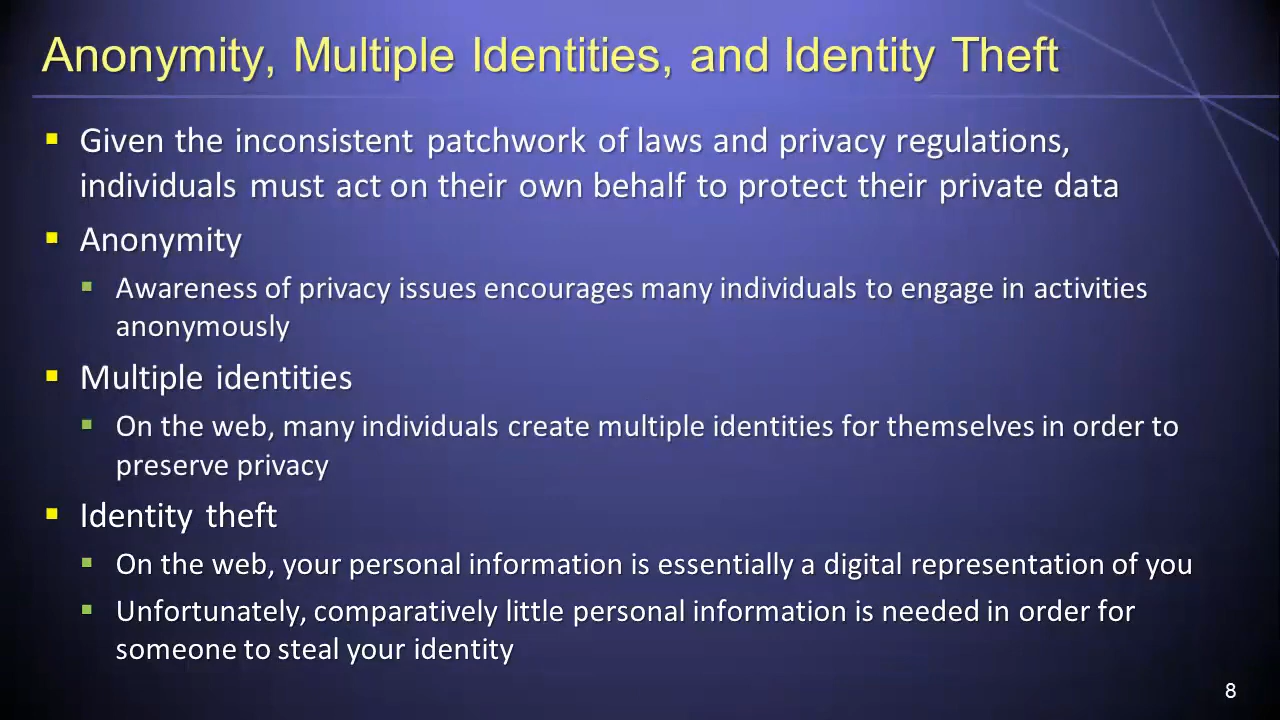 Anonymity, Multiple Identities, and Identity Theft
Given the inconsistent patchwork of laws and privacy regulations,
individuals must act on their own behalf to protect their private data
Anonymity
Awareness of privacy issues encourages many individuals to engage in activities
anonymously
Multiple identities
On the web, many individuals create multiple identities for themselves in order to
preserve privacy
Identity theft
On the web, your personal information is essentially a digital representation of you
Unfortunately, comparatively little personal information is needed in order for
someone to steal your identity
8